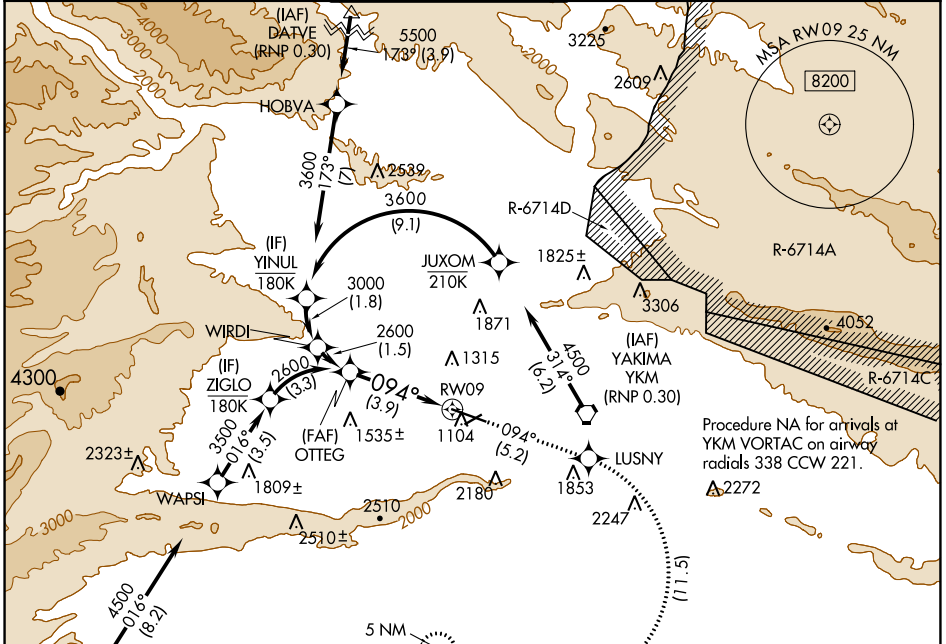 (IAF)
DATVE
(RNP 0.30)
5500
173° (3.9)
HOBVA
3600
173°
(7)
2539
3225
2609
MSA RW09 25 NM
8200
2000
3000
2000
2000
2000
3600
(9.1)
R-6714D
R-6714A
(IF)
YINUL
180K
JUXOM
210K
1825±
3306
3000
(1.8)
1871
4052
WIRDI
2600
(1.5)
(IF)
ZIGLO
180K
2600
(3.3)
1315
4500
314°
(6.2)
(IAF)
YAKIMA
YKM
(RNP 0.30)
R-6714C
4300
094°
(3.9)
RW09
1104
(FAF)
OTTEG
1535±
094°
(5.2)
LUSNY
Procedure NA for arrivals at
YKM VORTAC on airway
radials 338 CCW 221.
2272
3500
016°
(3.5)
2323±
1809±
WAPSI
2180
1853
2247
2510
2510±
2000
3000
4500
016°
(8.2)
(11.5)
5 NM